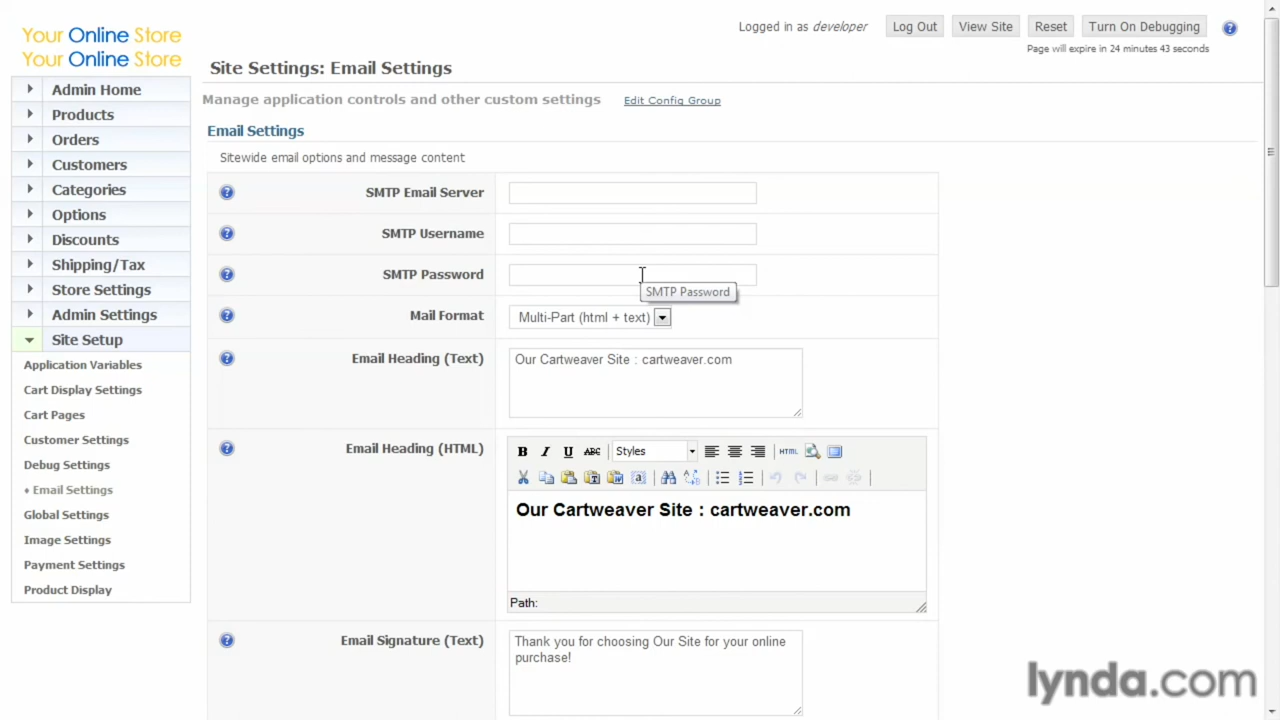 Your Online Store
Your Online Store
Logged in as developer
Log Out
View Site
Reset
Turn On Debugging
Page will expire in 24 minutes 43 seconds
Site Settings: Email Settings
Manage application controls and other custom settings
Edit Config Group
Admin Home
Products
Orders
Customers
Categories
Options
Discounts
Shipping/Tax
Store Settings
Admin Settings
Site Setup
Application Variables
Cart Display Settings
Cart Pages
Customer Settings
Debug Settings
♦ Email Settings
Global Settings
Image Settings
Payment Settings
Product Display
Email Settings
Sitewide email options and message content
SMTP Email Server
SMTP Username
SMTP Password
SMTP Password
Mail Format
Multi-Part (html + text)
Email Heading (Text)
Our Cartweaver Site : cartweaver.com
Email Heading (HTML)
B I U ABC Styles HTML
Our Cartweaver Site : cartweaver.com
Path:
Email Signature (Text)
Thank you for choosing Our Site for your online
purchase!
lynda.com